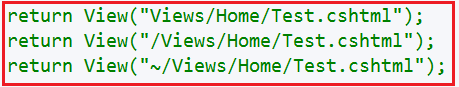 return View("Views/Home/Test.cshtml");
return View("/Views/Home/Test.cshtml");
return View("~/Views/Home/Test.cshtml");